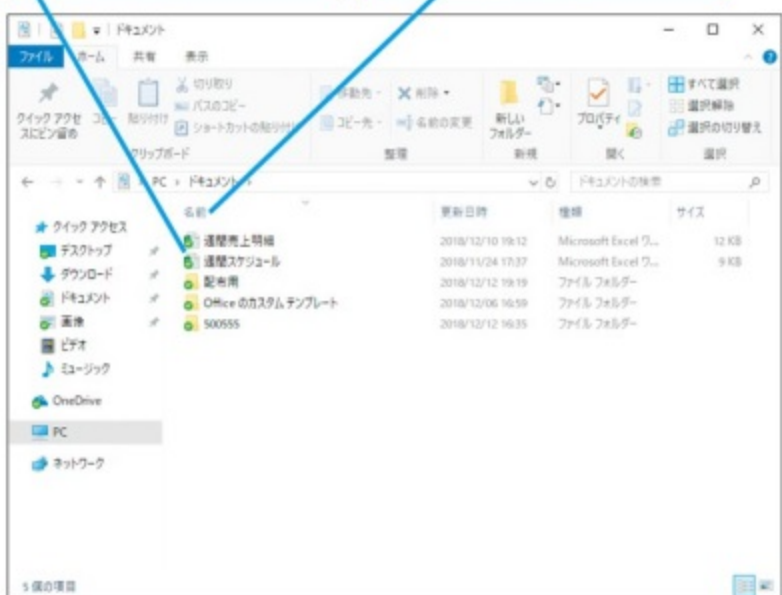 ドキュメント
ファイル ホーム 共有 表示
クイック アクセスにピン留め
コピー
貼り付け
切り取り
パスのコピー
ショートカットの貼り付け
クリップボード
移動先
コピー先
削除
名前の変更
整理
新しいフォルダー
新規
プロパティ
開く
すべて選択
選択解除
選択の切り替え
選択
PC › ドキュメント ›
ドキュメントの検索
名前 更新日時 種類 サイズ
週間売上明細 2018/12/10 19:12 Microsoft Excel ワ... 12 KB
週間スケジュール 2018/11/24 17:37 Microsoft Excel ワ... 9 KB
配布用 2018/12/12 19:19 ファイル フォルダー
Office のカスタム テンプレート 2018/12/06 16:59 ファイル フォルダー
500555 2018/12/12 16:35 ファイル フォルダー
クイック アクセス
デスクトップ
ダウンロード
ドキュメント
画像
ビデオ
ミュージック
OneDrive
PC
ネットワーク
5 個の項目